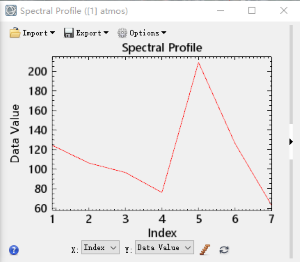 Spectral Profile ([1] atmos)
Import Export Options
Spectral Profile
Data Value
200
180
160
140
120
100
80
60
1 2 3 4 5 6 7
Index
X: Index Y: Data Value